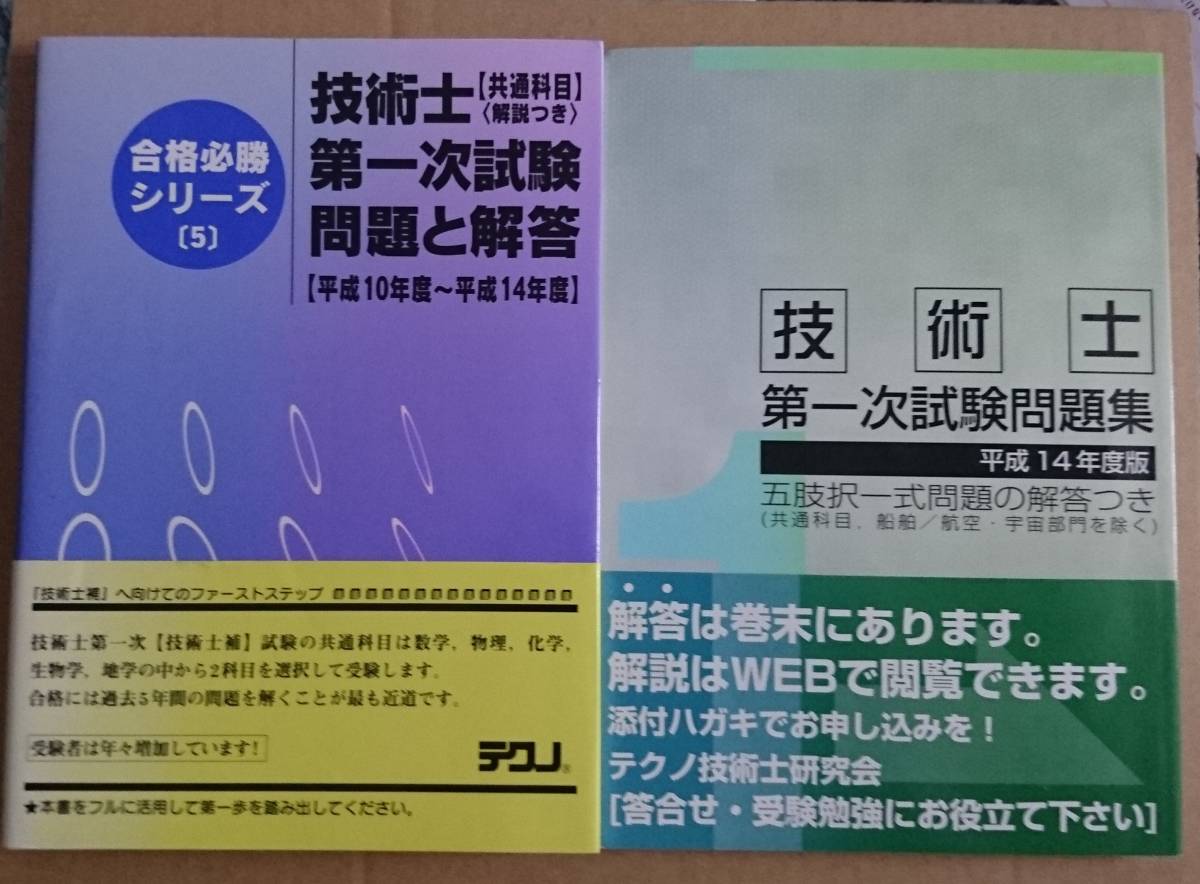 合格必勝
シリーズ
〔5〕
技術士【共通科目】〈解説つき〉
第一次試験
問題と解答
【平成10年度～平成14年度】
『技術士補』へ向けてのファーストステップ
技術士第一次【技術士補】試験の共通科目は数学，物理，化学，
生物学，地学の中から2科目を選択して受験します。
合格には過去5年間の問題を解くことが最も近道です。
受験者は年々増加しています！
テクノ®
★本書をフルに活用して第一歩を踏み出してください。
技術士
第一次試験問題集
平成14年度版
五肢択一式問題の解答つき
(共通科目，船舶／航空・宇宙部門を除く)
解答は巻末にあります。
解説はWEBで閲覧できます。
添付ハガキでお申し込みを！
テクノ技術士研究会
[答合せ・受験勉強にお役立て下さい]